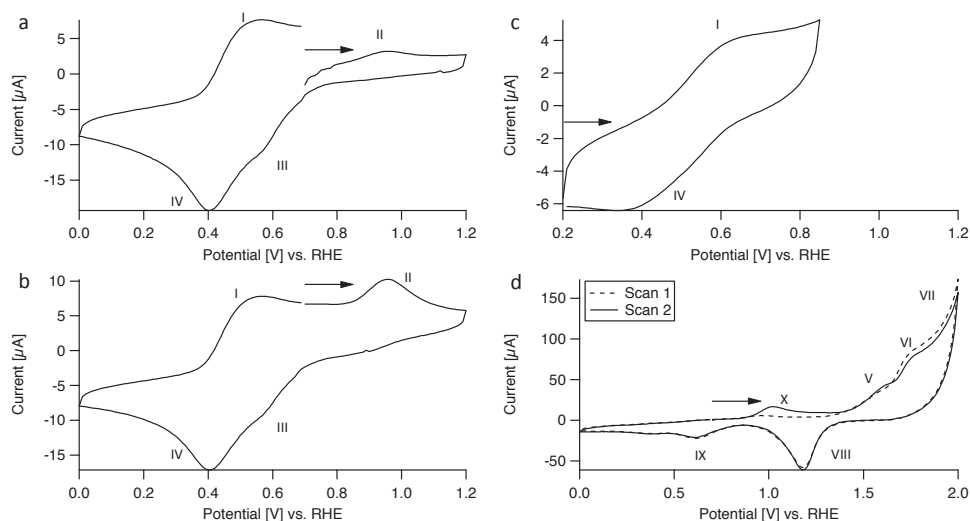 a
I
II
III
IV
5
0
-5
-10
-15
Current [µA]
0.0 0.2 0.4 0.6 0.8 1.0 1.2
Potential [V] vs. RHE
c
I
IV
4
2
0
-2
-4
-6
Current [µA]
0.2 0.4 0.6 0.8 1.0 1.2
Potential [V] vs. RHE
b
I
II
III
IV
10
5
0
-5
-10
-15
Current [µA]
0.0 0.2 0.4 0.6 0.8 1.0 1.2
Potential [V] vs. RHE
d
Scan 1
Scan 2
VII
VI
V
X
IX
VIII
150
100
50
0
-50
Current [µA]
0.0 0.5 1.0 1.5 2.0
Potential [V] vs. RHE